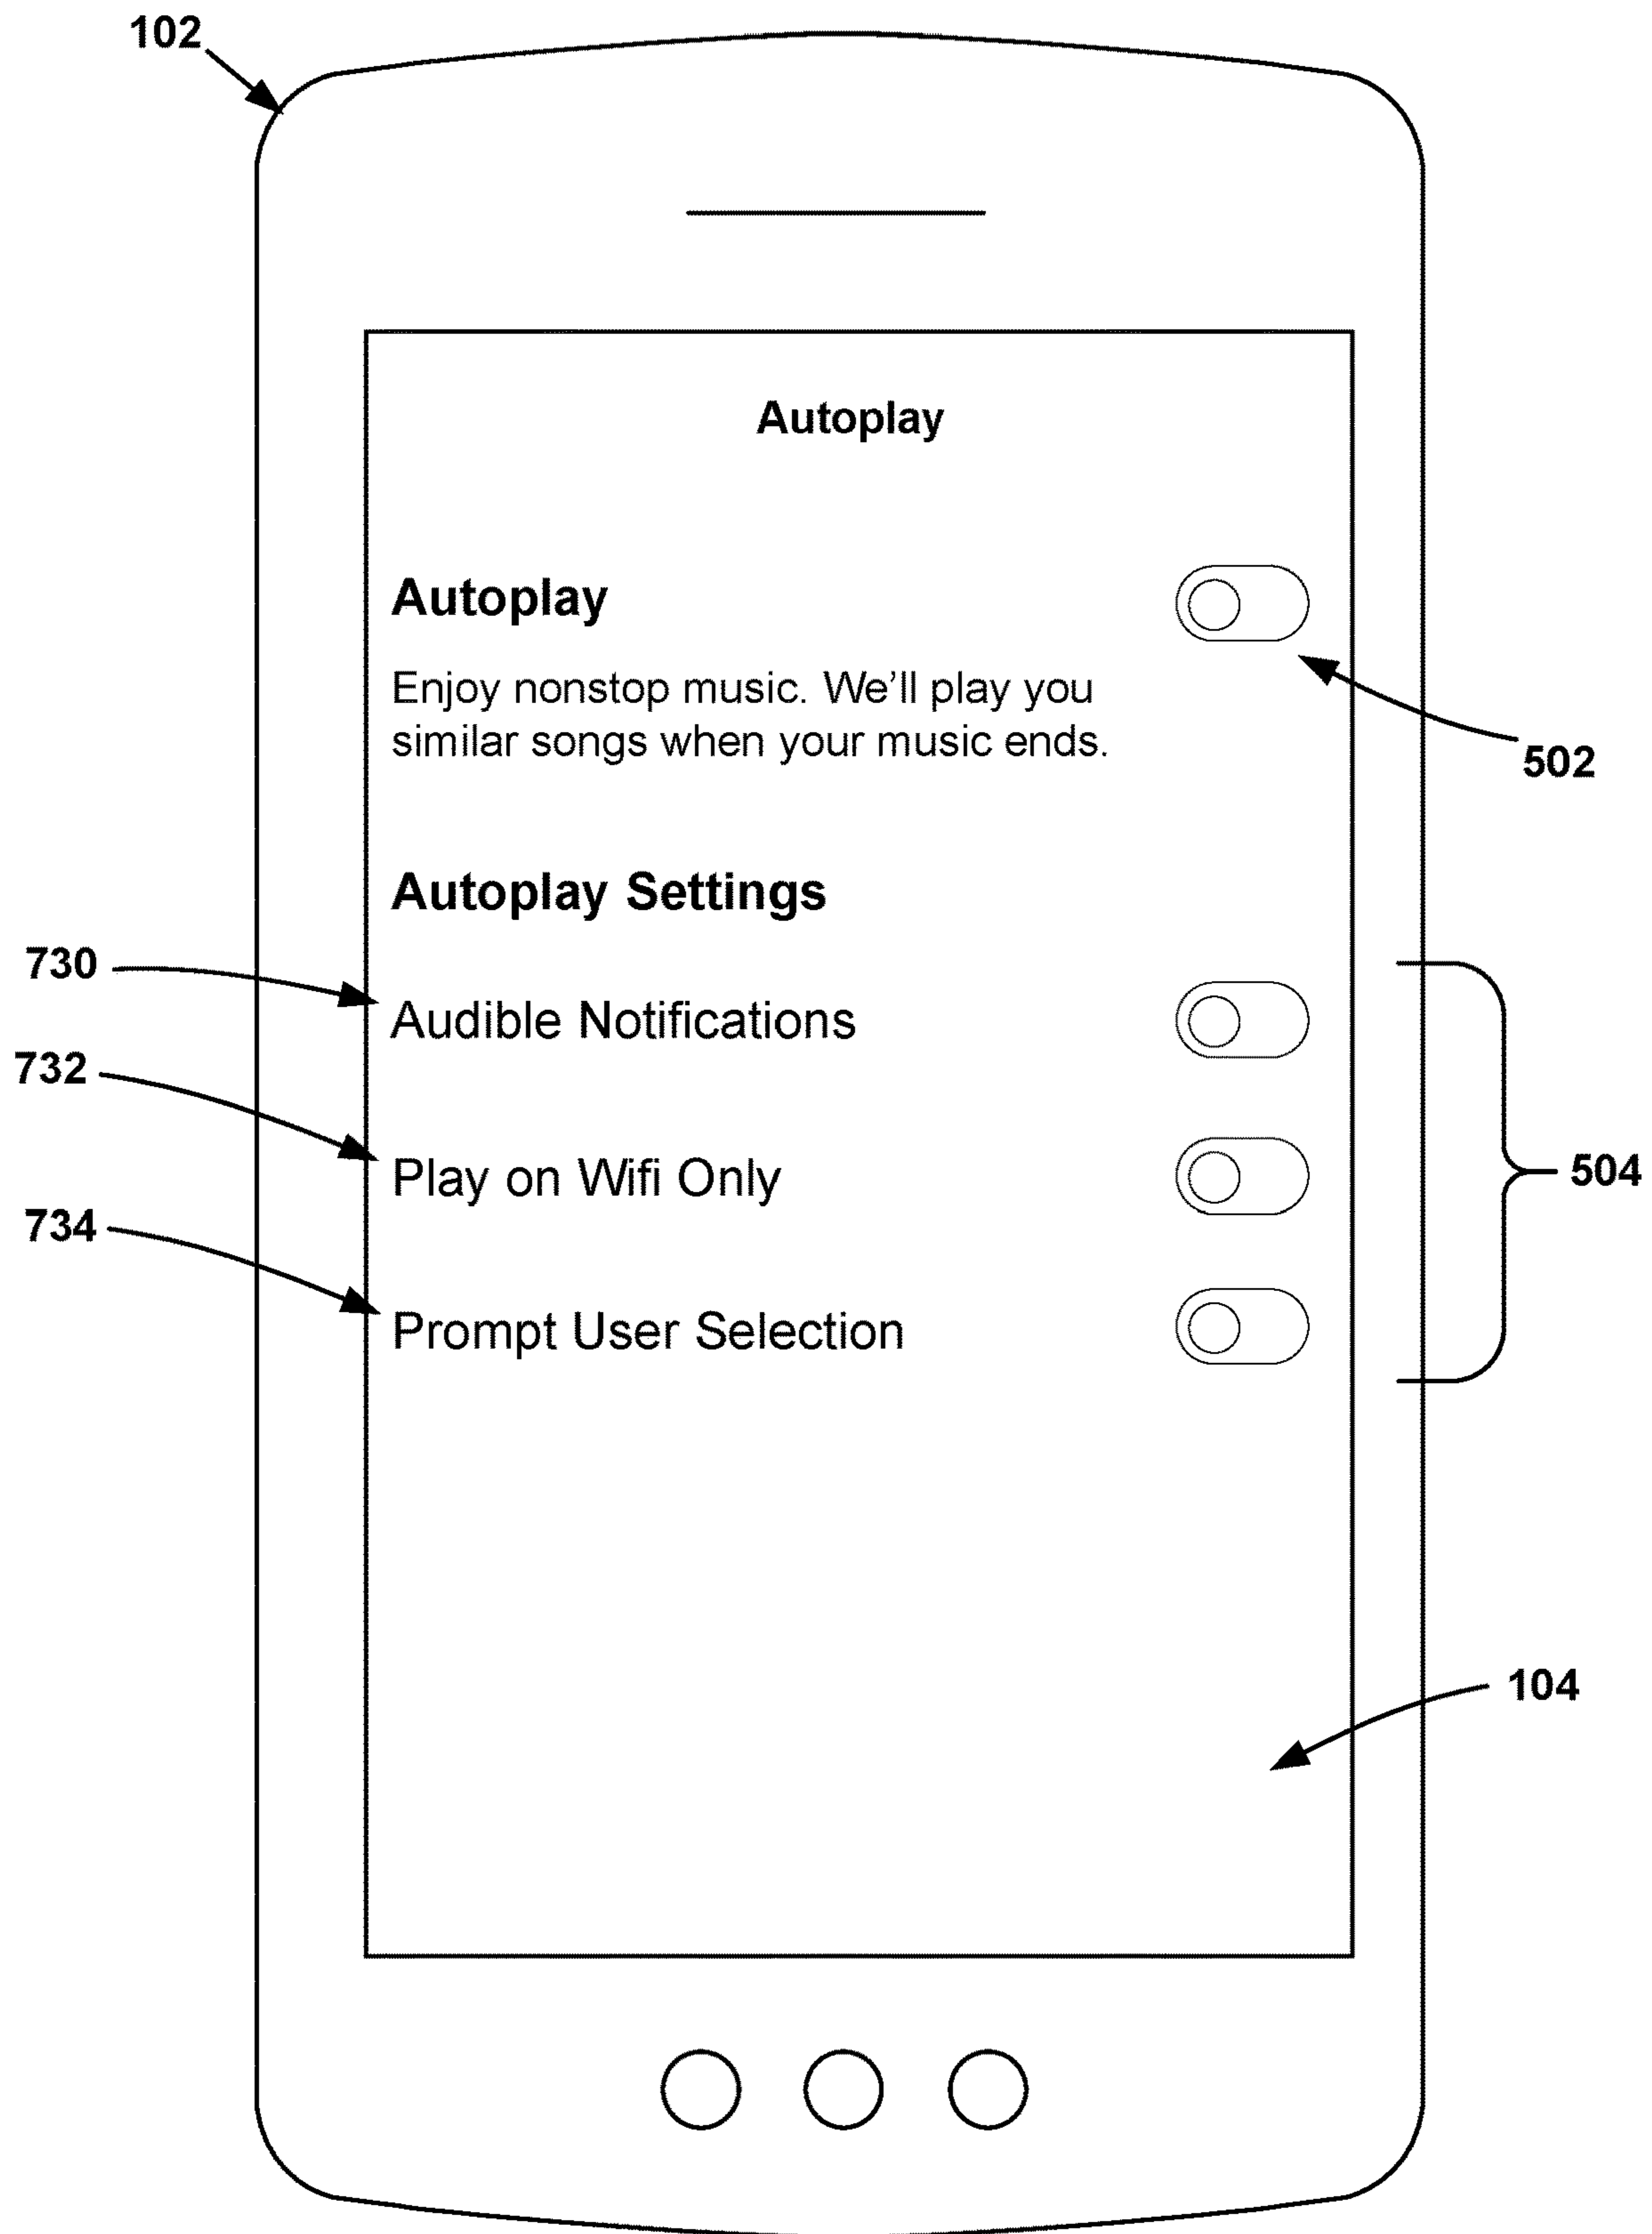 102
Autoplay
Autoplay
Enjoy nonstop music. We'll play you
similar songs when your music ends.
502
Autoplay Settings
730
Audible Notifications
732
Play on Wifi Only
504
734
Prompt User Selection
104